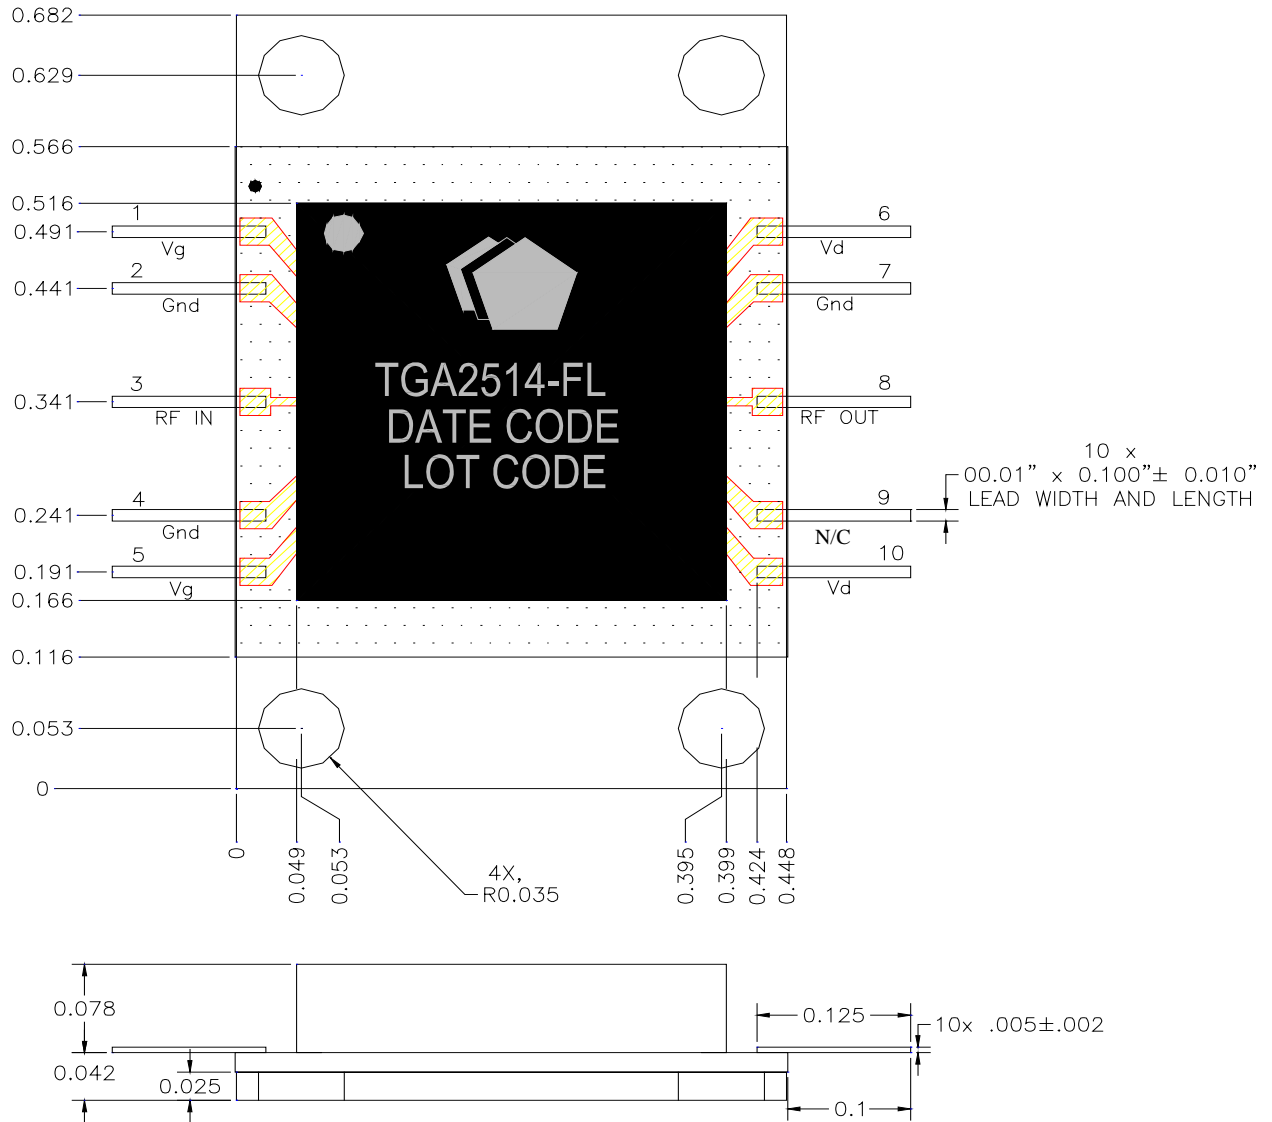 0.682
0.629
0.566
0.516
0.491
0.441
0.341
0.241
0.191
0.166
0.116
0.053
0
1
Vg
2
Gnd
3
RF IN
4
Gnd
5
Vg
TGA2514-FL
DATE CODE
LOT CODE
6
Vd
7
Gnd
8
RF OUT
9
N/C
10
Vd
10 x
00.01" x 0.100"± 0.010"
LEAD WIDTH AND LENGTH
0
0.049
0.053
4X,
R0.035
0.395
0.399
0.424
0.448
0.078
0.042
0.025
0.125
10x .005±.002
0.1